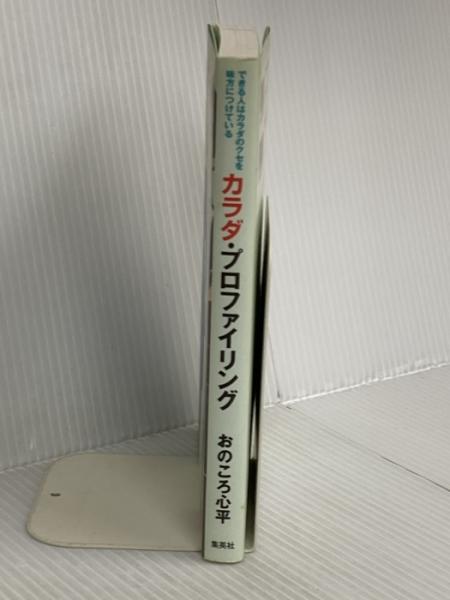 できる人はカラダのクセを
味方につけている
カラダ・プロファイリング
おのころ心平
集英社